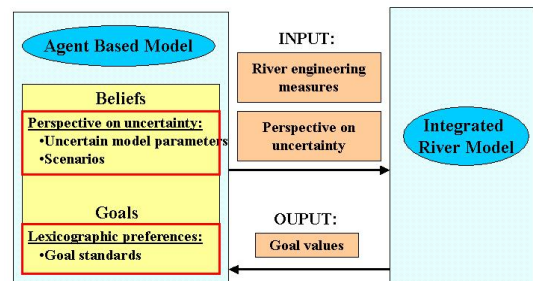 Agent Based Model
Beliefs
Perspective on uncertainty:
•Uncertain model parameters
•Scenarios
Goals
Lexicographic preferences:
•Goal standards
INPUT:
River engineering
measures
Perspective on
uncertainty
OUPUT:
Goal values
Integrated
River Model